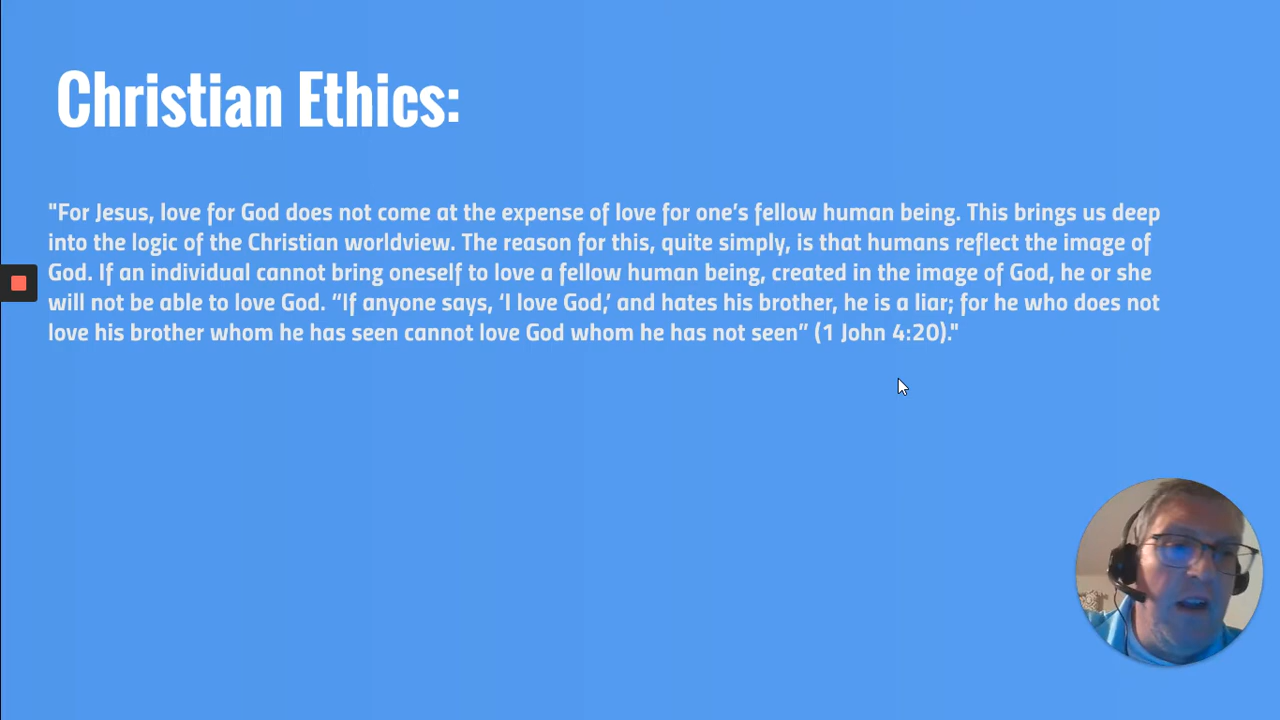 Christian Ethics:
"For Jesus, love for God does not come at the expense of love for one’s fellow human being. This brings us deep
into the logic of the Christian worldview. The reason for this, quite simply, is that humans reflect the image of
God. If an individual cannot bring oneself to love a fellow human being, created in the image of God, he or she
will not be able to love God. “If anyone says, ‘I love God,’ and hates his brother, he is a liar; for he who does not
love his brother whom he has seen cannot love God whom he has not seen” (1 John 4:20)."